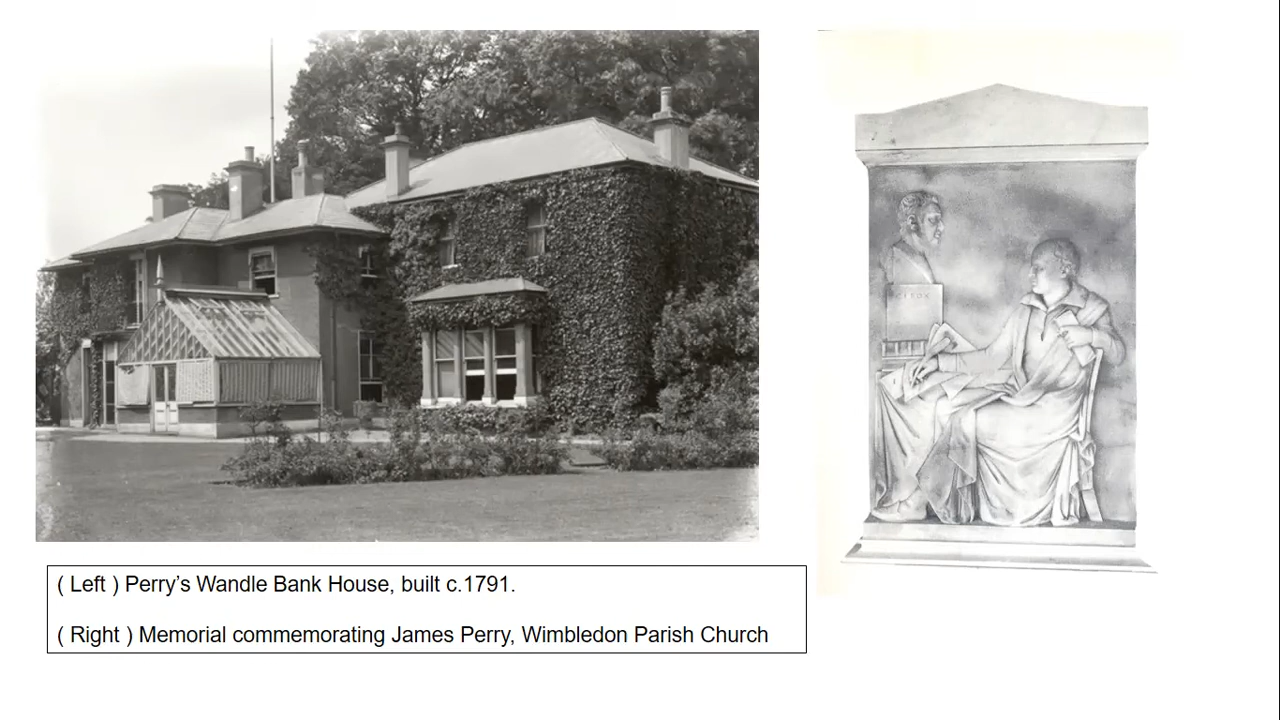 ( Left ) Perry’s Wandle Bank House, built c.1791.
( Right ) Memorial commemorating James Perry, Wimbledon Parish Church